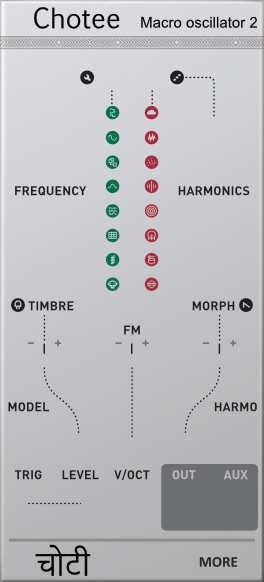 Chotee Macro oscillator 2
FREQUENCY HARMONICS
TIMBRE MORPH
FM
− + − + − +
MODEL HARMO
TRIG LEVEL V/OCT OUT AUX
चोटी MORE